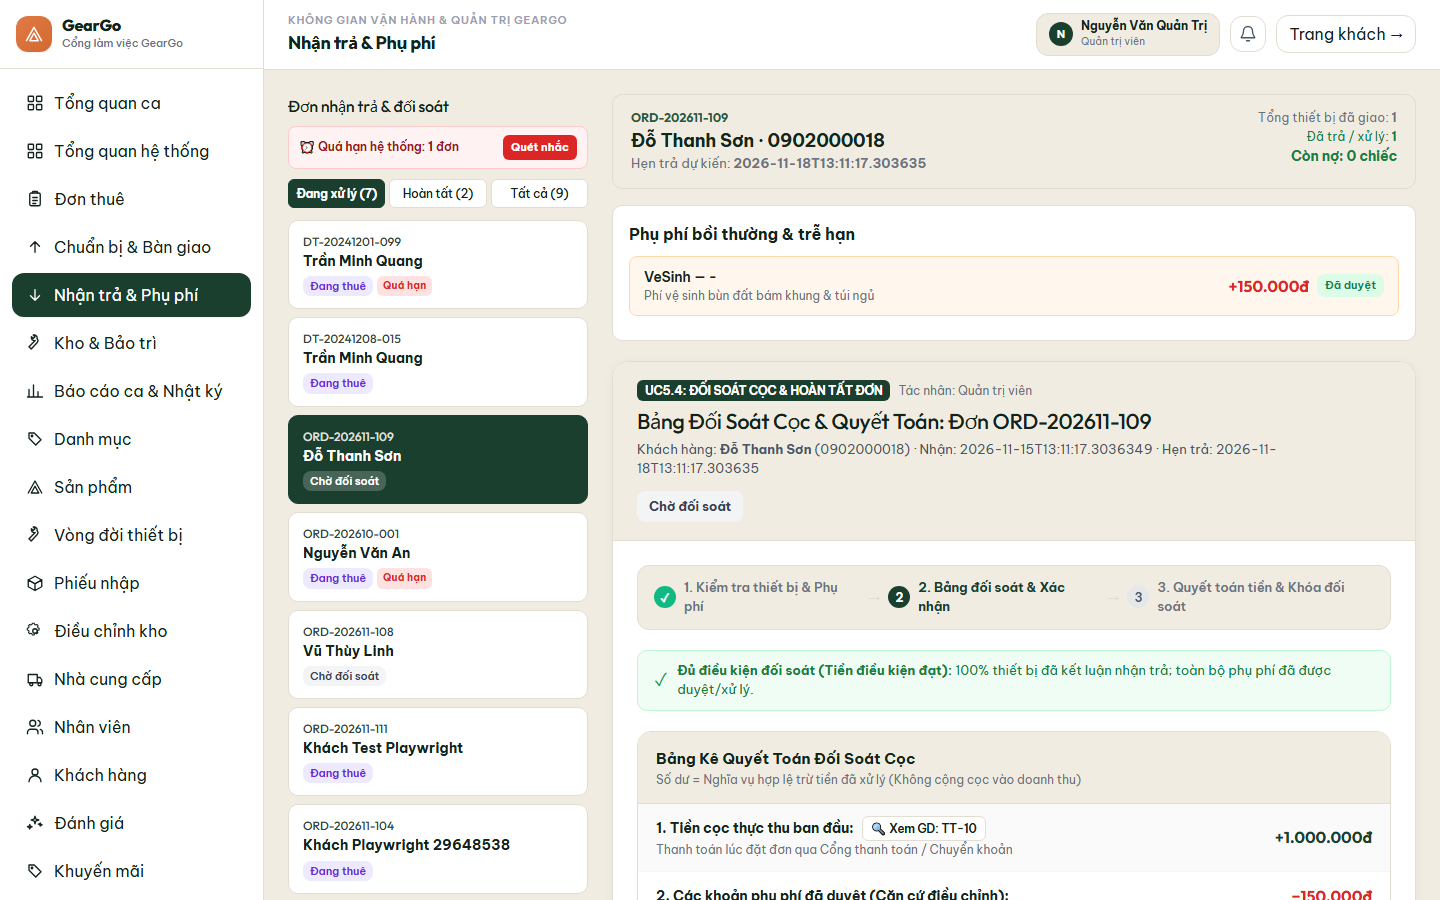 GearGo
Cổng làm việc GearGo
Tổng quan ca
Tổng quan hệ thống
Đơn thuê
Chuẩn bị & Bàn giao
Nhận trả & Phụ phí
Kho & Bảo trì
Báo cáo ca & Nhật ký
Danh mục
Sản phẩm
Vòng đời thiết bị
Phiếu nhập
Điều chỉnh kho
Nhà cung cấp
Nhân viên
Khách hàng
Đánh giá
Khuyến mãi
KHÔNG GIAN VẬN HÀNH & QUẢN TRỊ GEARGO
Nhận trả & Phụ phí
N
Nguyễn Văn Quản Trị
Quản trị viên
Trang khách →
Đơn nhận trả & đối soát
Quá hạn hệ thống: 1 đơn
Quét nhắc
Đang xử lý (7)
Hoàn tất (2)
Tất cả (9)
DT-20241201-099
Trần Minh Quang
Đang thuê
Quá hạn
DT-20241208-015
Trần Minh Quang
Đang thuê
ORD-202611-109
Đỗ Thanh Sơn
Chờ đối soát
ORD-202610-001
Nguyễn Văn An
Đang thuê
Quá hạn
ORD-202611-108
Vũ Thùy Linh
Chờ đối soát
ORD-202611-111
Khách Test Playwright
Đang thuê
ORD-202611-104
Khách Playwright 29648538
Đang thuê
ORD-202611-109
Đỗ Thanh Sơn · 0902000018
Hẹn trả dự kiến: 2026-11-18T13:11:17.303635
Tổng thiết bị đã giao: 1
Đã trả / xử lý: 1
Còn nợ: 0 chiếc
Phụ phí bồi thường & trễ hạn
VeSinh — -
Phí vệ sinh bùn đất bám khung & túi ngủ
+150.000đ
Đã duyệt
UC5.4: ĐỐI SOÁT CỌC & HOÀN TẤT ĐƠN
Tác nhân: Quản trị viên
Bảng Đối Soát Cọc & Quyết Toán: Đơn ORD-202611-109
Khách hàng: Đỗ Thanh Sơn (0902000018) · Nhận: 2026-11-15T13:11:17.3036349 · Hẹn trả: 2026-11-
18T13:11:17.303635
Chờ đối soát
✓ 1. Kiểm tra thiết bị & Phụ
phí
→ 2 2. Bảng đối soát & Xác
nhận
→ 3 3. Quyết toán tiền & Khóa đối
soát
✓ Đủ điều kiện đối soát (Tiền điều kiện đạt): 100% thiết bị đã kết luận nhận trả; toàn bộ phụ phí đã được
duyệt/xử lý.
Bảng Kê Quyết Toán Đối Soát Cọc
Số dư = Nghĩa vụ hợp lệ trừ tiền đã xử lý (Không cộng cọc vào doanh thu)
1. Tiền cọc thực thu ban đầu:
Xem GD: TT-10
+1.000.000đ
Thanh toán lúc đặt đơn qua Cổng thanh toán / Chuyển khoản
2. Các khoản phụ phí đã duyệt (Căn cứ điều chỉnh):
−150.000đ